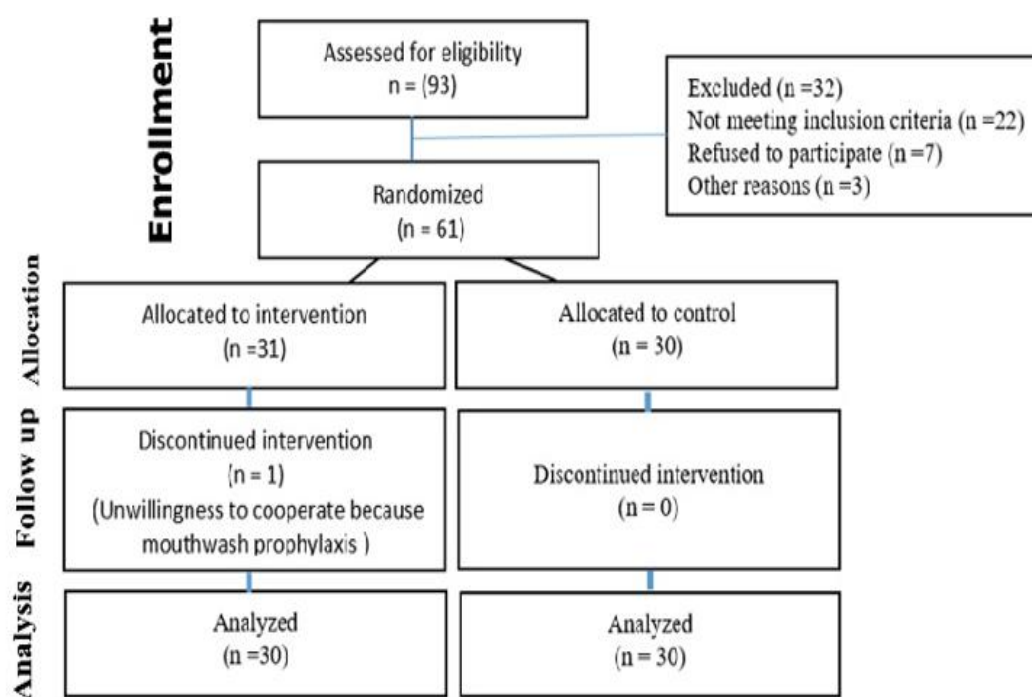 Enrollment
Assessed for eligibility
n = (93)
Excluded (n =32)
Not meeting inclusion criteria (n =22)
Refused to participate (n =7)
Other reasons (n =3)
Randomized
(n = 61)
Allocation
Allocated to intervention
(n =31)
Allocated to control
(n = 30)
Follow up
Discontinued intervention
(n = 1)
(Unwillingness to cooperate because
mouthwash prophylaxis )
Discontinued intervention
(n = 0)
Analysis
Analyzed
(n =30)
Analyzed
(n = 30)